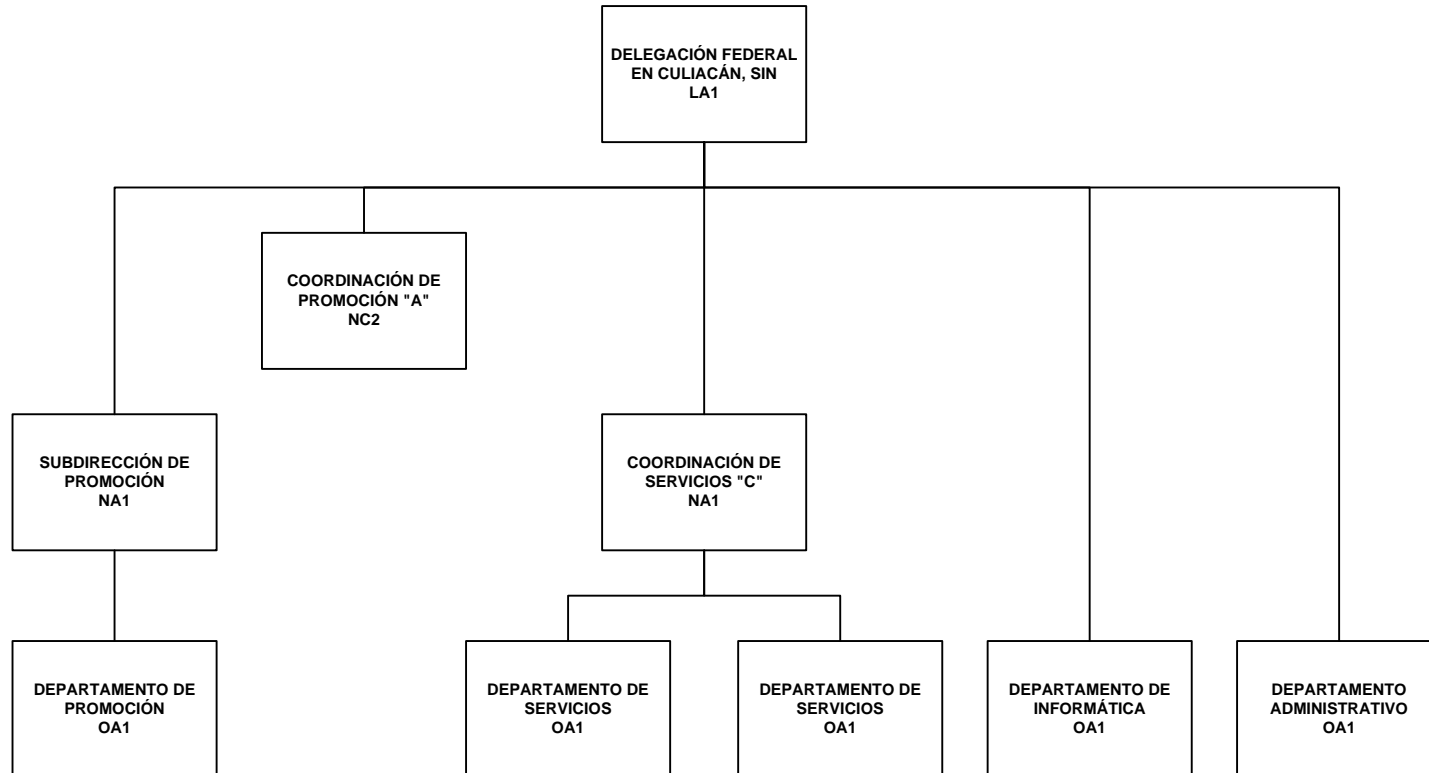 DELEGACIÓN FEDERAL
EN CULIACÁN, SIN
LA1
COORDINACIÓN DE
PROMOCIÓN "A"
NC2
SUBDIRECCIÓN DE
PROMOCIÓN
NA1
COORDINACIÓN DE
SERVICIOS "C"
NA1
DEPARTAMENTO DE
PROMOCIÓN
OA1
DEPARTAMENTO DE
SERVICIOS
OA1
DEPARTAMENTO DE
SERVICIOS
OA1
DEPARTAMENTO DE
INFORMÁTICA
OA1
DEPARTAMENTO
ADMINISTRATIVO
OA1